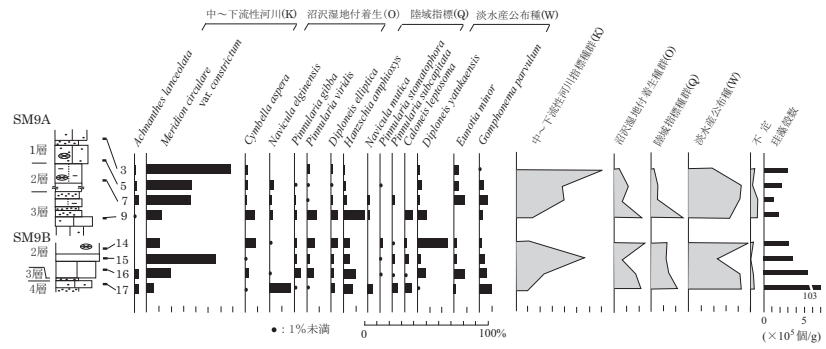 中～下流性河川(K) 沼沢湿地付着生(O) 陸域指標(Q) 淡水産公布種(W)
Achnanthes lanceolata
Meridion circulare
var. constrictum
Cymbella aspera
Navicula elginensis
Pinnularia gibba
Pinnularia viridis
Diploneis elliptica
Hantzschia amphioxys
Navicula mutica
Pinnularia stomatophora
Pinnularia subcapitata
Caloneis leprosoma
Diploneis yatukaensis
Eunotia minor
Gomphonema parvulum
中～下流性河川指標種群(K)
沼沢湿地付着生種群(O)
陸域指標種群(Q)
淡水産公布種(W)
不定
珪藻殻数
SM9A
1層
2層
3層
3
5
7
9
SM9B
2層
3層
4層
14
15
16
17
103
●：1%未満
0 100%
0 5
(×10⁵個/g)